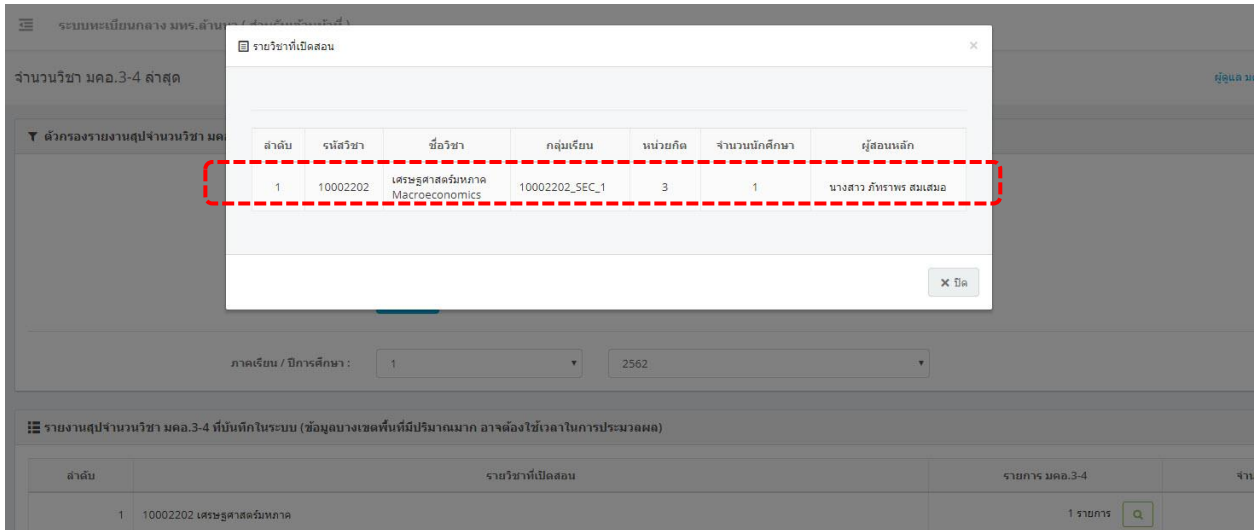 ระบบทะเบียนกลาง มทร.ล้านนา ( ส่วนรับเข้าหน้าที่ )
รายวิชาที่เปิดสอน
×
จำนวนวิชา มคอ.3-4 ล่าสุด
ผู้ดูแล
ตัวกรองรายงานสุปจำนวนวิชา มคอ
ลำดับ รหัสวิชา ชื่อวิชา กลุ่มเรียน หน่วยกิต จำนวนนักศึกษา ผู้สอนหลัก
1 10002202 เศรษฐศาสตร์มหภาค 10002202_SEC_1 3 1 นางสาว ภัทราพร สมเสมอ
Macroeconomics
× ปิด
ภาคเรียน / ปีการศึกษา : 1 2562
รายงานสุปจำนวนวิชา มคอ.3-4 ที่บันทึกในระบบ (ข้อมูลบางเขตพื้นที่มีปริมาณมาก อาจต้องใช้เวลาในการประมวลผล)
ลำดับ รายวิชาที่เปิดสอน รายการ มคอ.3-4
1 10002202 เศรษฐศาสตร์มหภาค 1 รายการ